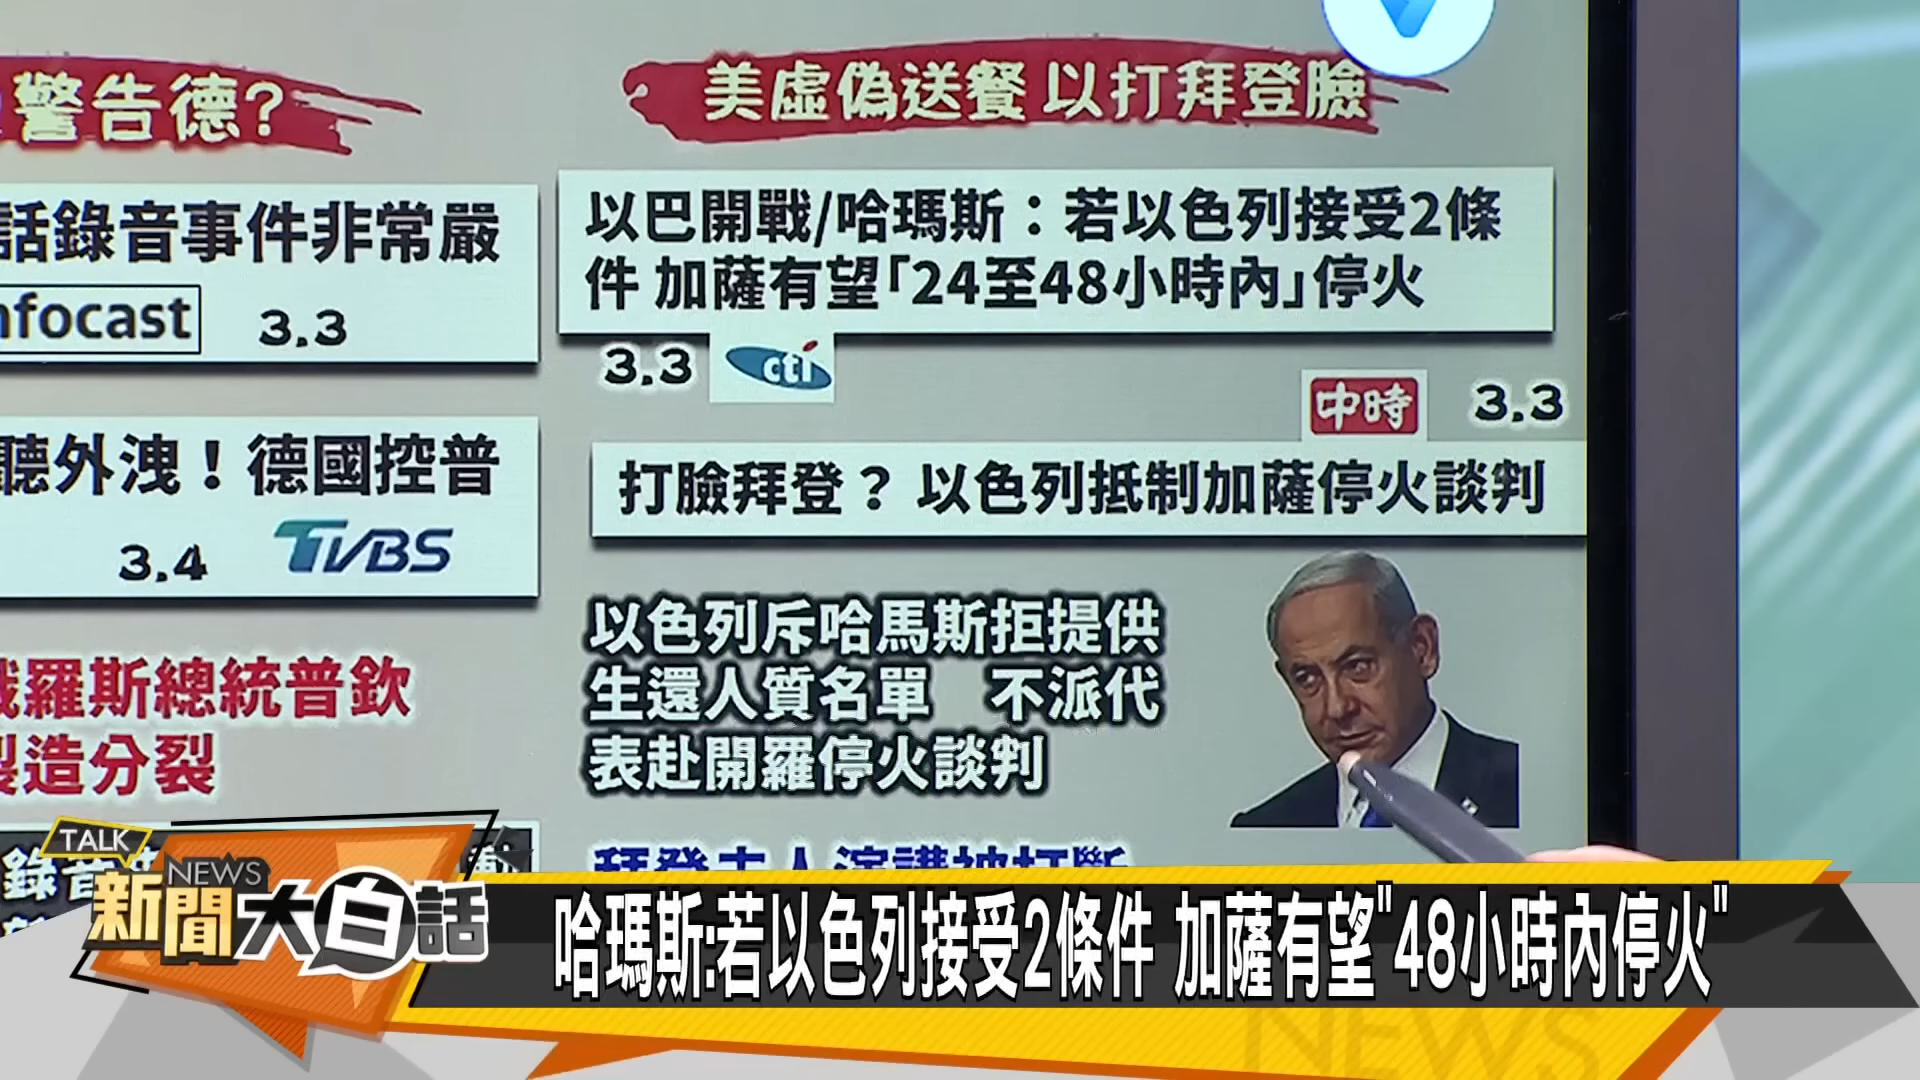 警告德?
話錄音事件非常嚴
nfocast
3.3
聽外洩！德國控普
3.4
TVBS
羅斯總統普欽
製造分裂
美虛偽送餐 以打拜登臉
以巴開戰/哈瑪斯：若以色列接受2條
件 加薩有望「24至48小時內」停火
3.3
cti
中時
3.3
打臉拜登？ 以色列抵制加薩停火談判
以色列斥哈馬斯拒提供
生還人質名單 不派代
表赴開羅停火談判
錄音
TALK
NEWS
新聞大白話
哈瑪斯:若以色列接受2條件 加薩有望"48小時內停火"
NEWS